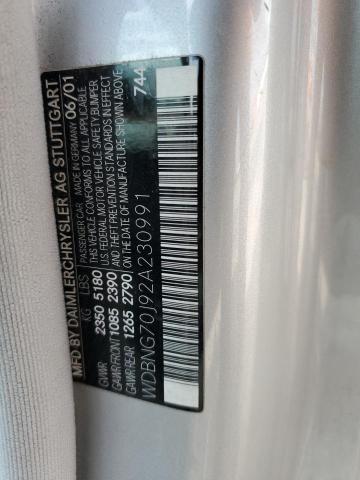 MFD BY DAIMLERCHRYSLER AG STUTTGART
PASSENGER CAR MADE IN GERMANY 06/01
KG LBS VEHICLE CONFORMS TO ALL APPLICABLE
GVWR 2350 5180 U.S. FEDERAL MOTOR VEHICLE SAFETY BUMPER
GAWR FRONT 1085 2390 AND THEFT PREVENTION STANDARDS IN EFFECT
GAWR REAR 1265 2790 ON THE DATE OF MANUFACTURE SHOWN ABOVE
WDBNG70J92A230991 744